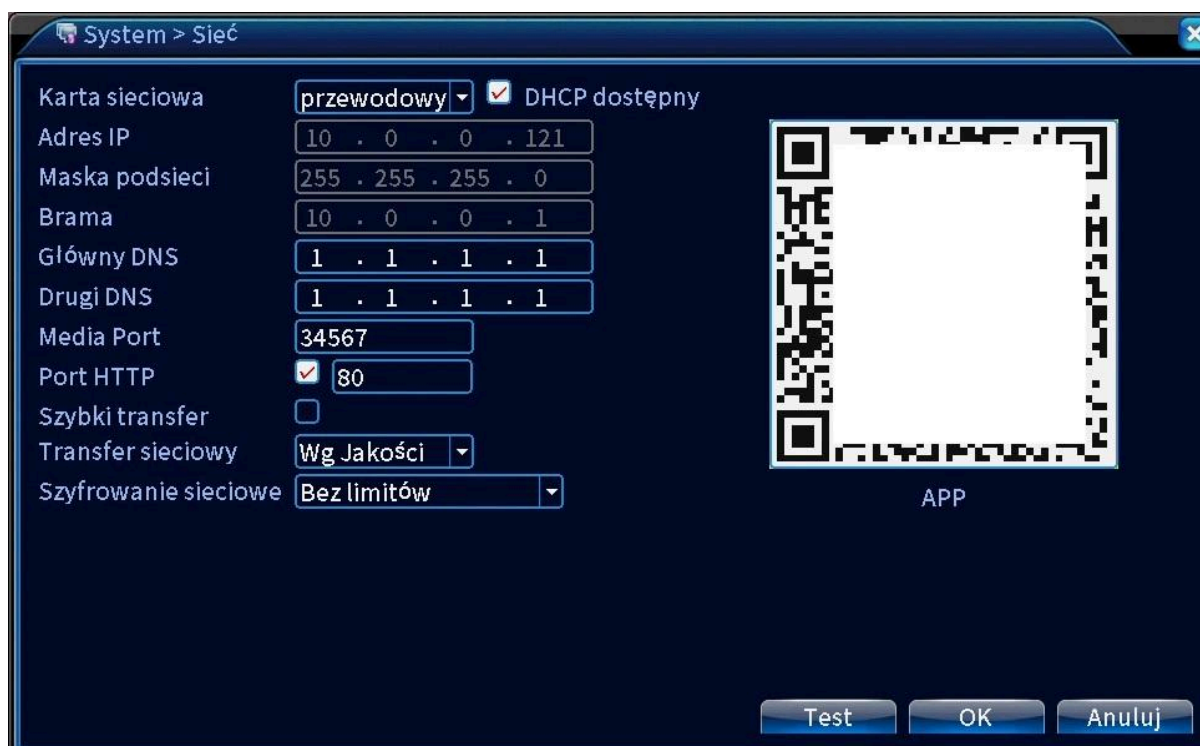 System > Sieć
Karta sieciowa przewodowy DHCP dostępny
Adres IP 10 . 0 . 0 . 121
Maska podsieci 255 . 255 . 255 . 0
Brama 10 . 0 . 0 . 1
Główny DNS 1 . 1 . 1 . 1
Drugi DNS 1 . 1 . 1 . 1
Media Port 34567
Port HTTP 80
Szybki transfer
Transfer sieciowy Wg Jakości
Szyfrowanie sieciowe Bez limitów
APP
Test OK Anuluj